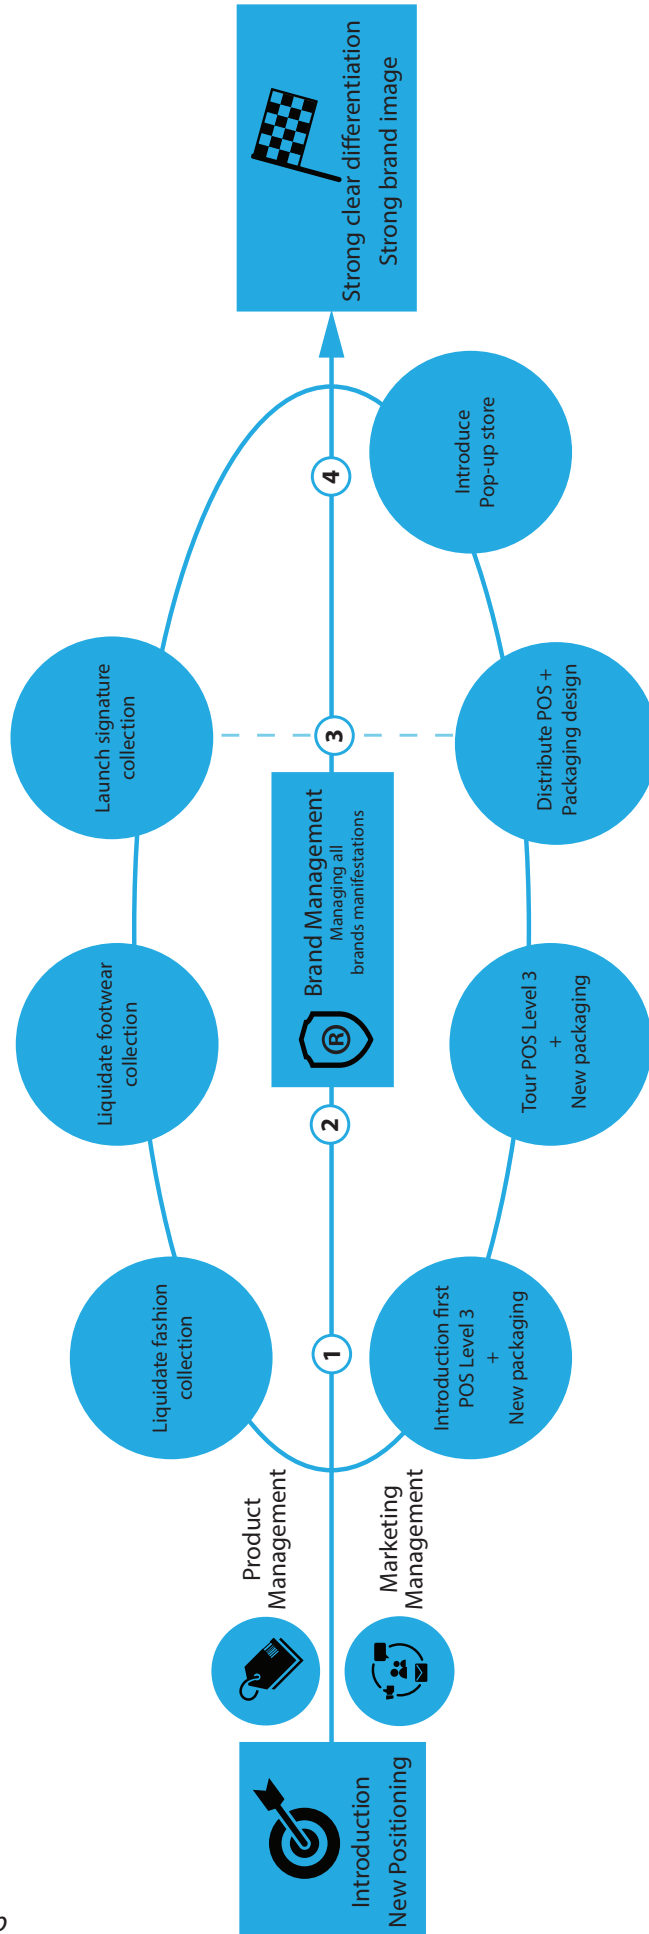 Introduction
New Positioning
Product
Management
Marketing
Management
Liquidate fashion
collection
Liquidate footwear
collection
Launch signature
collection
1
2
R
Brand Management
Managing all
brands manifestations
3
4
Introduction first
POS Level 3
+
New packaging
Tour POS Level 3
+
New packaging
Distribute POS +
Packaging design
Introduce
Pop-up store
Strong clear differentiation
Strong brand image